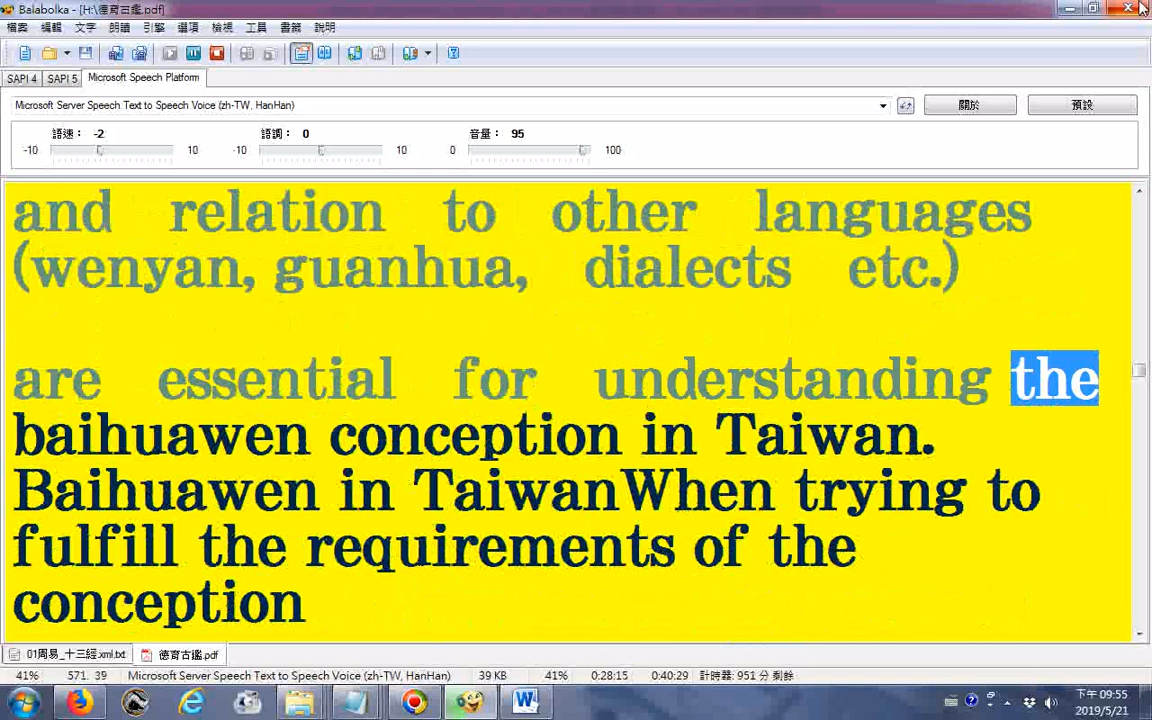 Balabolka - [H:\德育古鑑.pdf]
檔案 編輯 文字 朗讀 引擎 選項 檢視 工具 書籤 說明
SAPI 4 SAPI 5 Microsoft Speech Platform
Microsoft Server Speech Text to Speech Voice (zh-TW, HanHan) 關於 預設
語速： -2 語調： 0 音量： 95
-10 10 -10 10 0 100
and relation to other languages
(wenyan, guanhua, dialects etc.)
are essential for understanding the
baihuawen conception in Taiwan.
Baihuawen in TaiwanWhen trying to
fulfill the requirements of the
conception
01周易_十三經.xml.txt 德育古鑑.pdf
41% 571. 39 Microsoft Server Speech Text to Speech Voice (zh-TW, HanHan) 39 KB 41% 0:28:15 0:40:29 計時器: 951 分 剩餘
下午 09:55
2019/5/21